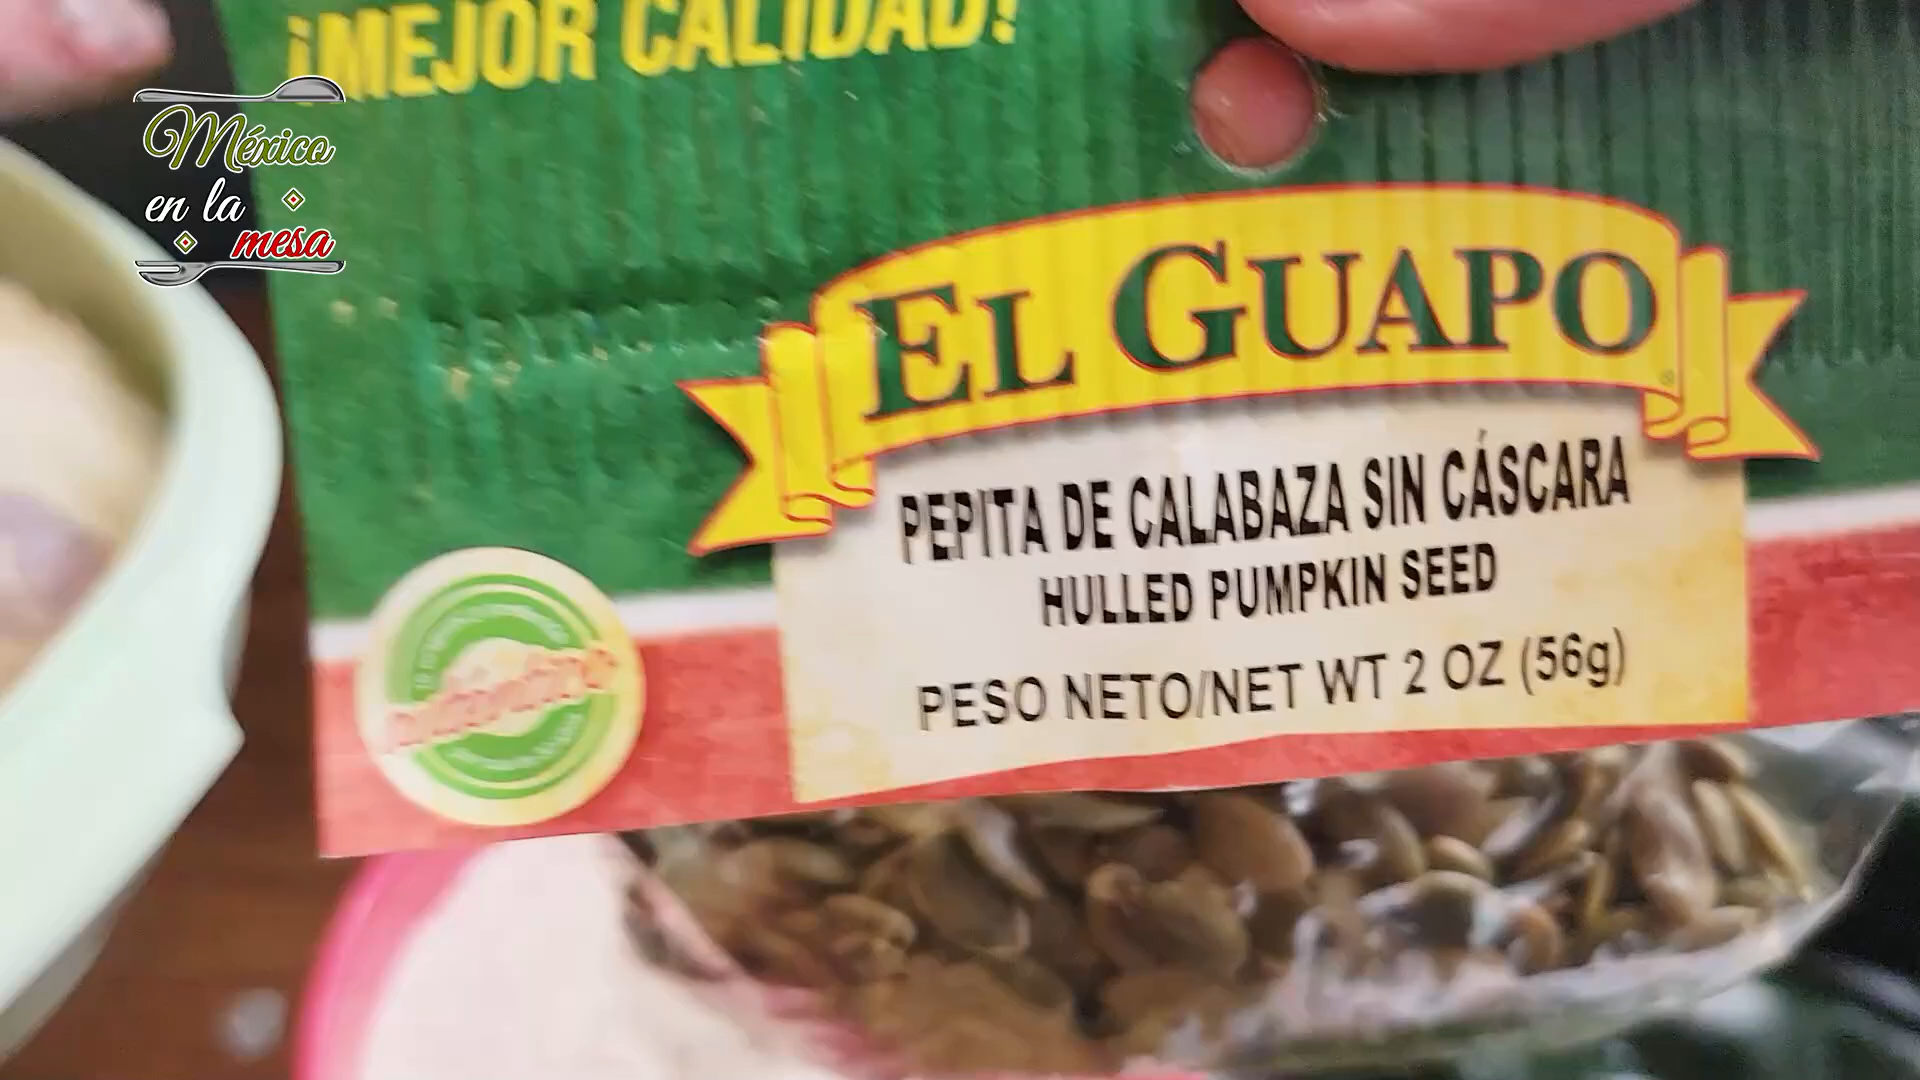 ¡MEJOR CALIDAD!
México
en la
mesa
EL GUAPO
PEPITA DE CALABAZA SIN CÁSCARA
HULLED PUMPKIN SEED
PESO NETO/NET WT 2 OZ (56g)